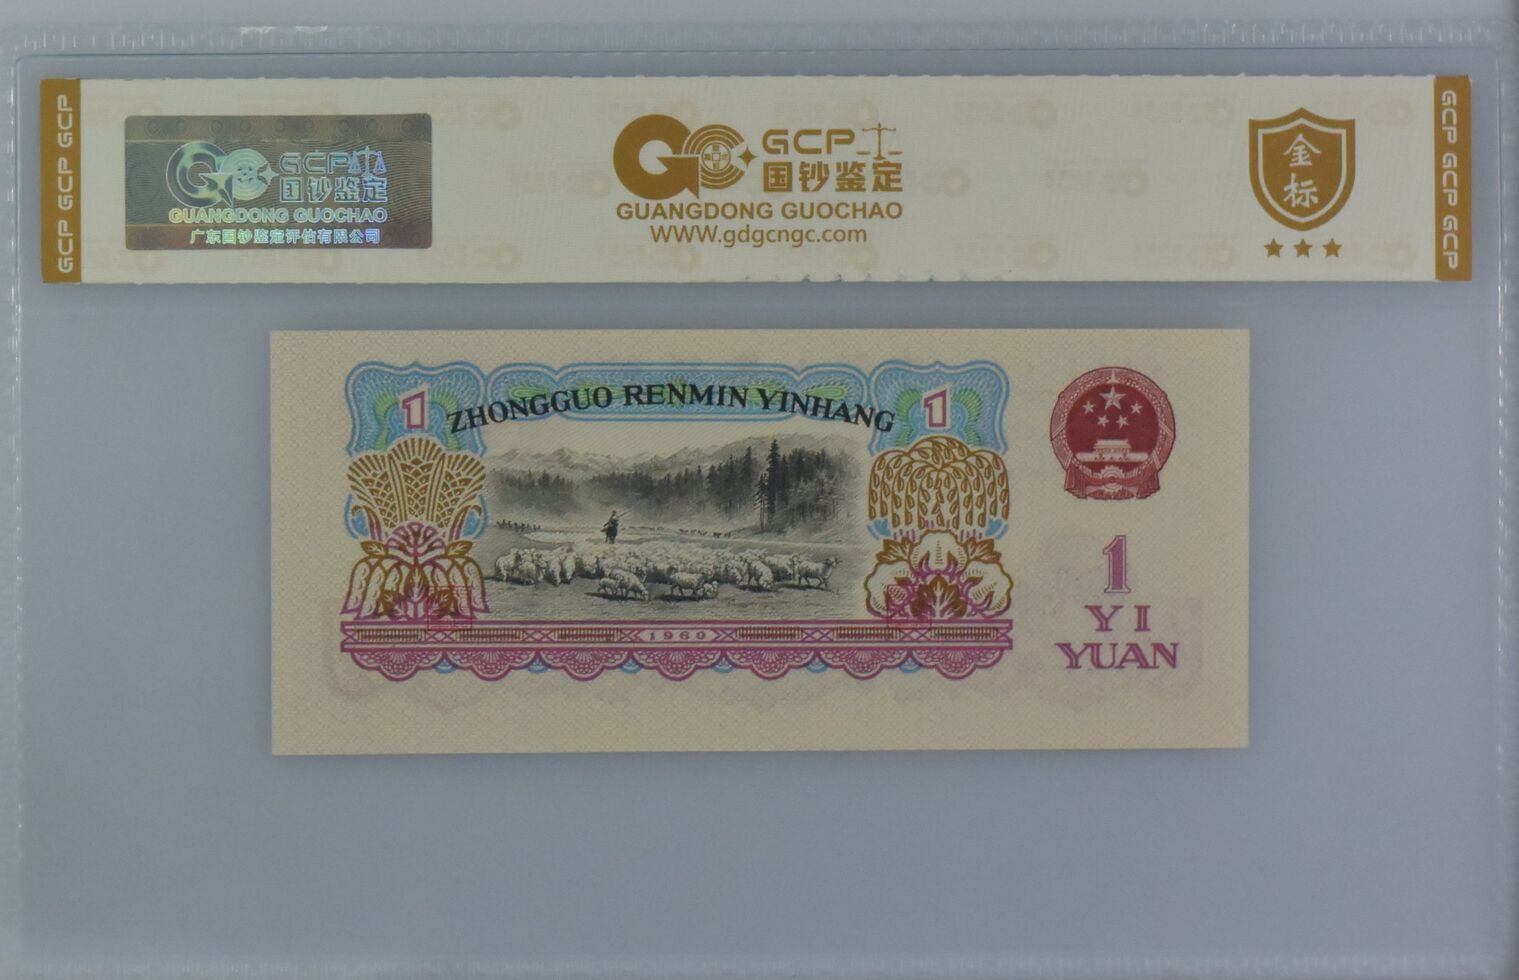 GCP GCP GCP
GCP
国钞鉴定
GUANGDONG GUOCHAO
广东国钞鉴定评估有限公司
GCP
国钞鉴定
GUANGDONG GUOCHAO
WWW.gdgcngc.com
金
标
GCP GCP GCP
1
ZHONGGUO RENMIN YINHANG
1
1960
1
YI
YUAN